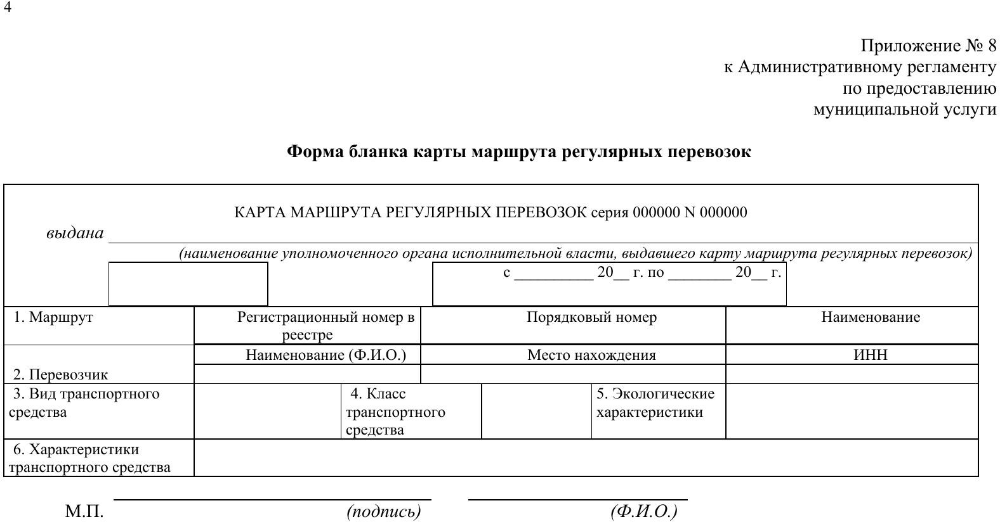 4
Приложение № 8
к Административному регламенту
по предоставлению
муниципальной услуги
Форма бланка карты маршрута регулярных перевозок
КАРТА МАРШРУТА РЕГУЛЯРНЫХ ПЕРЕВОЗОК серия 000000 N 000000
выдана
(наименование уполномоченного органа исполнительной власти, выдавшего карту маршрута регулярных перевозок)
с __________ 20__ г. по ________ 20__ г.
1. Маршрут
Регистрационный номер в
реестре
Порядковый номер
Наименование
2. Перевозчик
Наименование (Ф.И.О.)
Место нахождения
ИНН
3. Вид транспортного
средства
4. Класс
транспортного
средства
5. Экологические
характеристики
6. Характеристики
транспортного средства
М.П.
(подпись)
(Ф.И.О.)